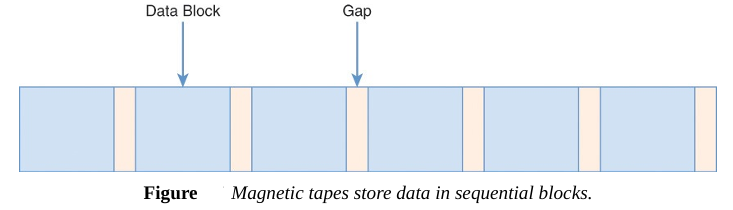 Data Block Gap
Figure Magnetic tapes store data in sequential blocks.